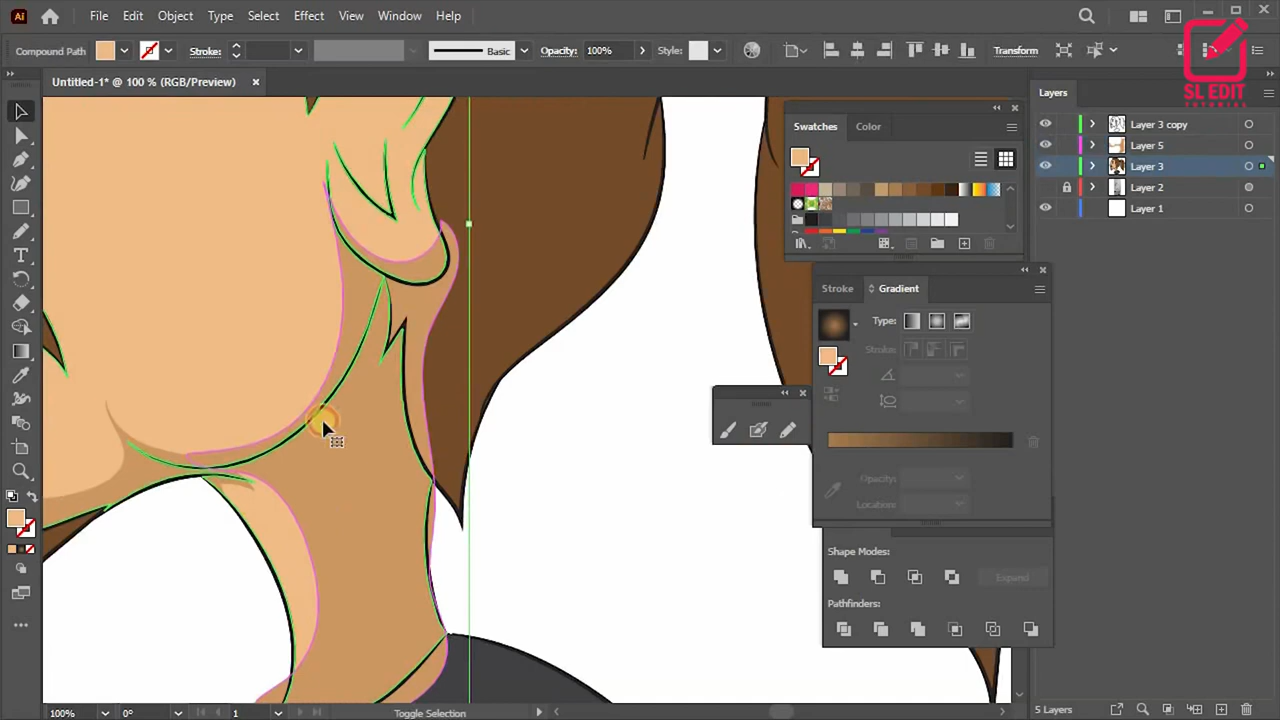 Ai File Edit Object Type Select Effect View Window Help
Compound Path Stroke: Basic Opacity: 100% Style: Transform
SL EDIT
TUTORIAL
Untitled-1* @ 100 % (RGB/Preview)
Layers
Layer 3 copy
Layer 5
Layer 3
Layer 2
Layer 1
Swatches Color
Stroke Gradient
Type:
Stroke:
Opacity:
Location:
Shape Modes:
Expand
Pathfinders:
100% 0° 1 Toggle Selection
5 Layers